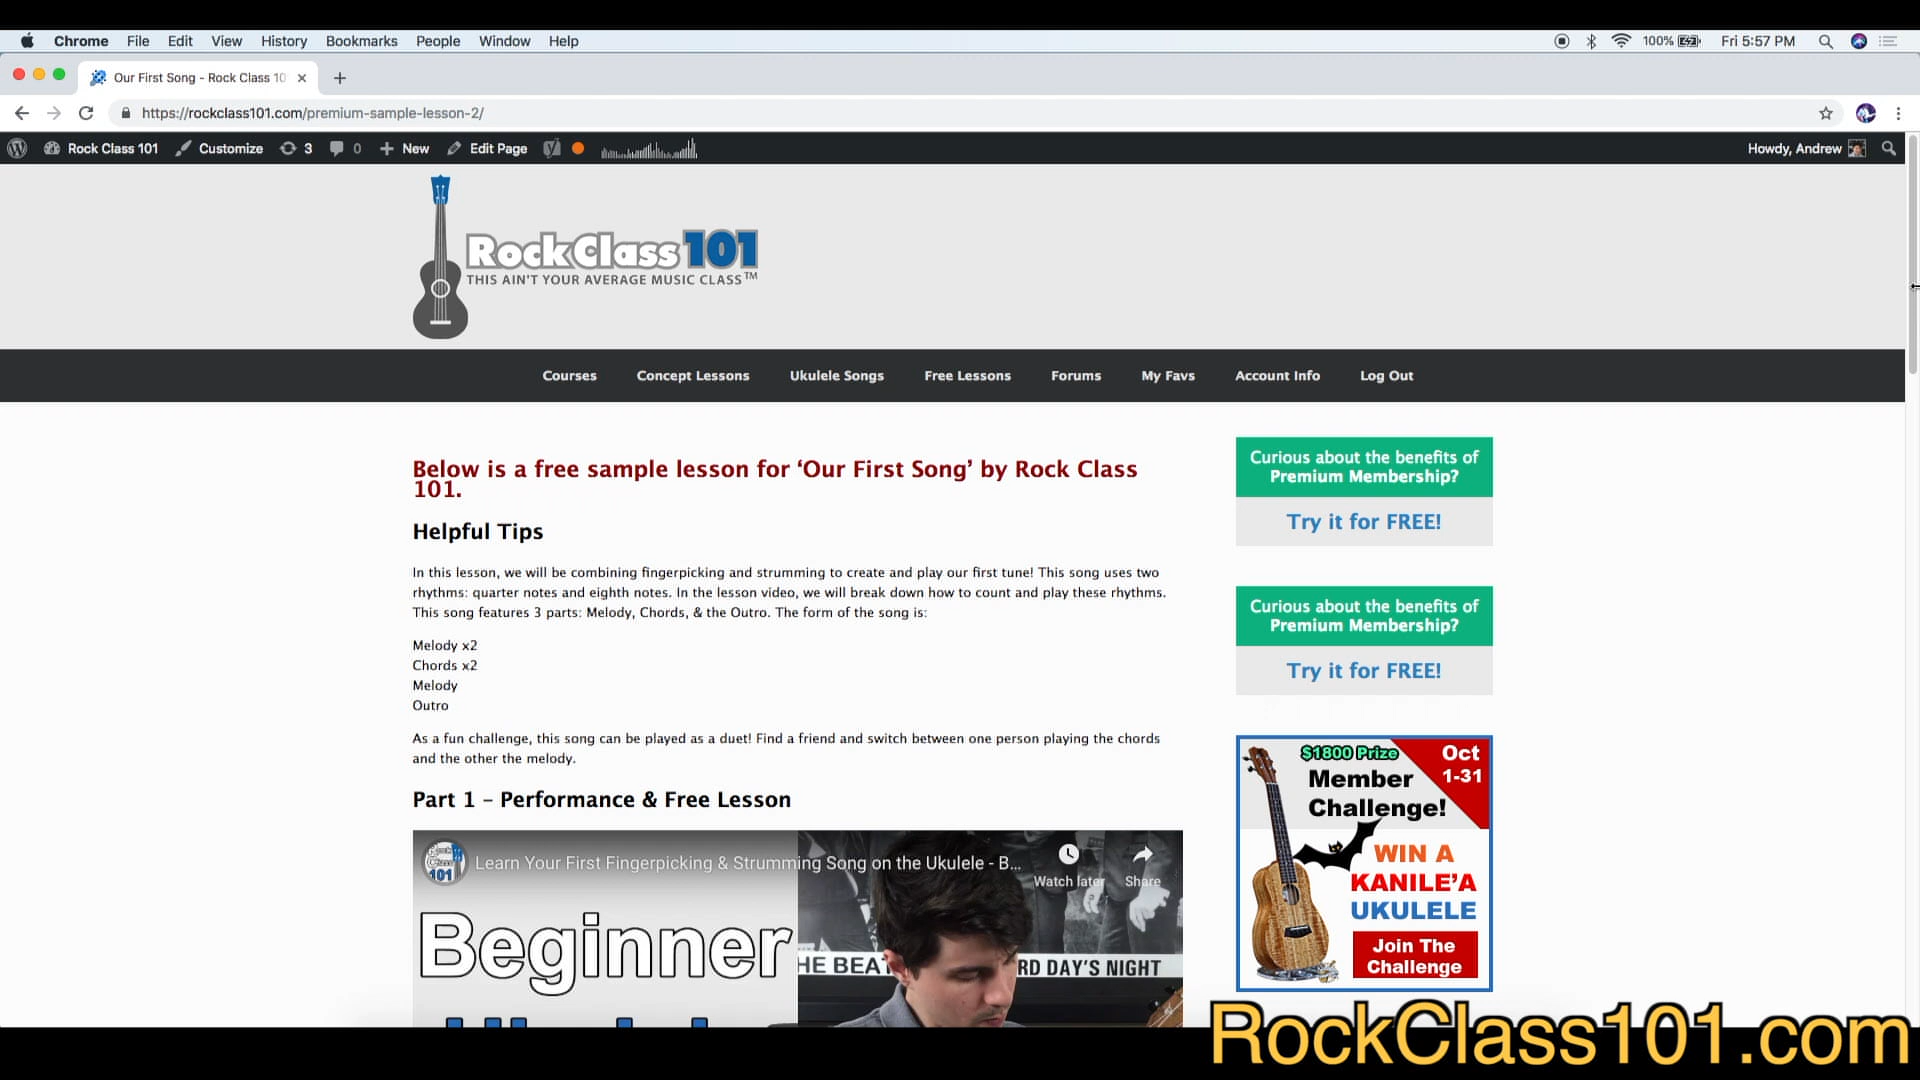 Chrome File Edit View History Bookmarks People Window Help 100% Fri 5:57 PM
Our First Song - Rock Class 10
https://rockclass101.com/premium-sample-lesson-2/
Rock Class 101 Customize 3 0 New Edit Page Howdy, Andrew
RockClass 101
THIS AIN'T YOUR AVERAGE MUSIC CLASS™
Courses Concept Lessons Ukulele Songs Free Lessons Forums My Favs Account Info Log Out
Below is a free sample lesson for ‘Our First Song’ by Rock Class
101.
Helpful Tips
In this lesson, we will be combining fingerpicking and strumming to create and play our first tune! This song uses two
rhythms: quarter notes and eighth notes. In the lesson video, we will break down how to count and play these rhythms.
This song features 3 parts: Melody, Chords, & the Outro. The form of the song is:
Melody x2
Chords x2
Melody
Outro
As a fun challenge, this song can be played as a duet! Find a friend and switch between one person playing the chords
and the other the melody.
Part 1 – Performance & Free Lesson
Rock
Class
101
Learn Your First Fingerpicking & Strumming Song on the Ukulele - B...
Watch later
Share
Beginner
HE BEA
RD DAY'S NIGHT
Curious about the benefits of
Premium Membership?
Try it for FREE!
Curious about the benefits of
Premium Membership?
Try it for FREE!
$1800 Prize
Oct
1-31
Member
Challenge!
WIN A
KANILE'A
UKULELE
Join The
Challenge
RockClass101.com